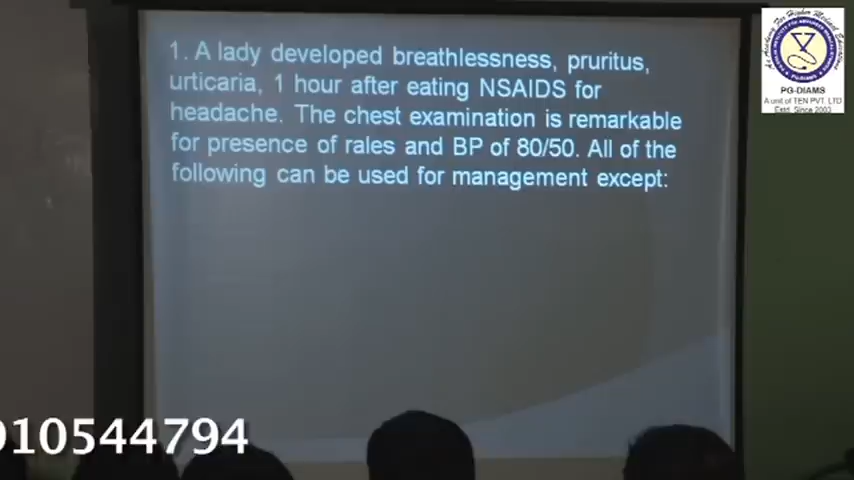 1. A lady developed breathlessness, pruritus,
urticaria, 1 hour after eating NSAIDS for
headache. The chest examination is remarkable
for presence of rales and BP of 80/50. All of the
following can be used for management except:
PG-DIAMS
A unit of TEN PVT. LTD
Estd. Since 2003
910544794